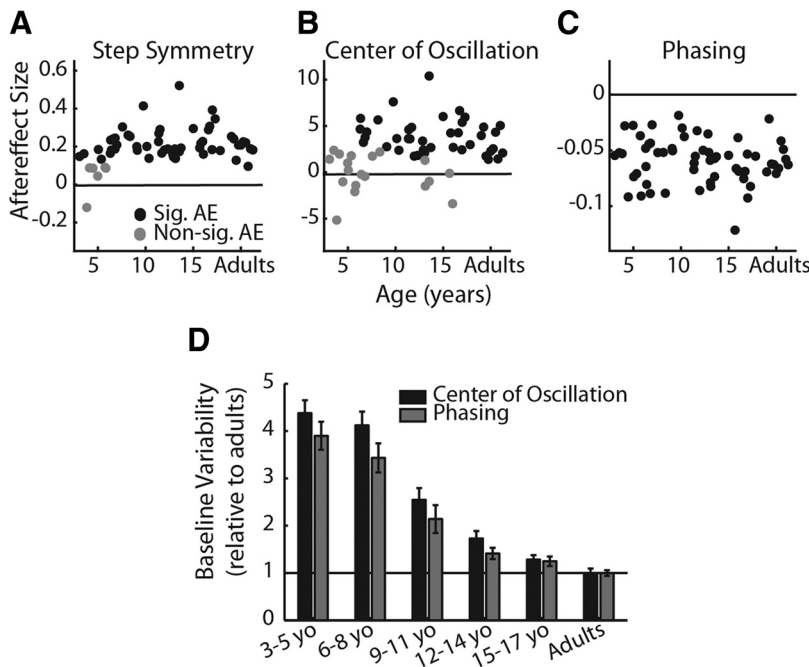 A
Step Symmetry
Aftereffect Size
0.6
0.4
0.2
0
-0.2
Sig. AE
Non-sig. AE
5 10 15 Adults
B
Center of Oscillation
10
5
0
-5
5 10 15 Adults
Age (years)
C
Phasing
0
-0.05
-0.1
5 10 15 Adults
D
Baseline Variability
(relative to adults)
5
4
3
2
1
0
Center of Oscillation
Phasing
3-5 yo
6-8 yo
9-11 yo
12-14 yo
15-17 yo
Adults